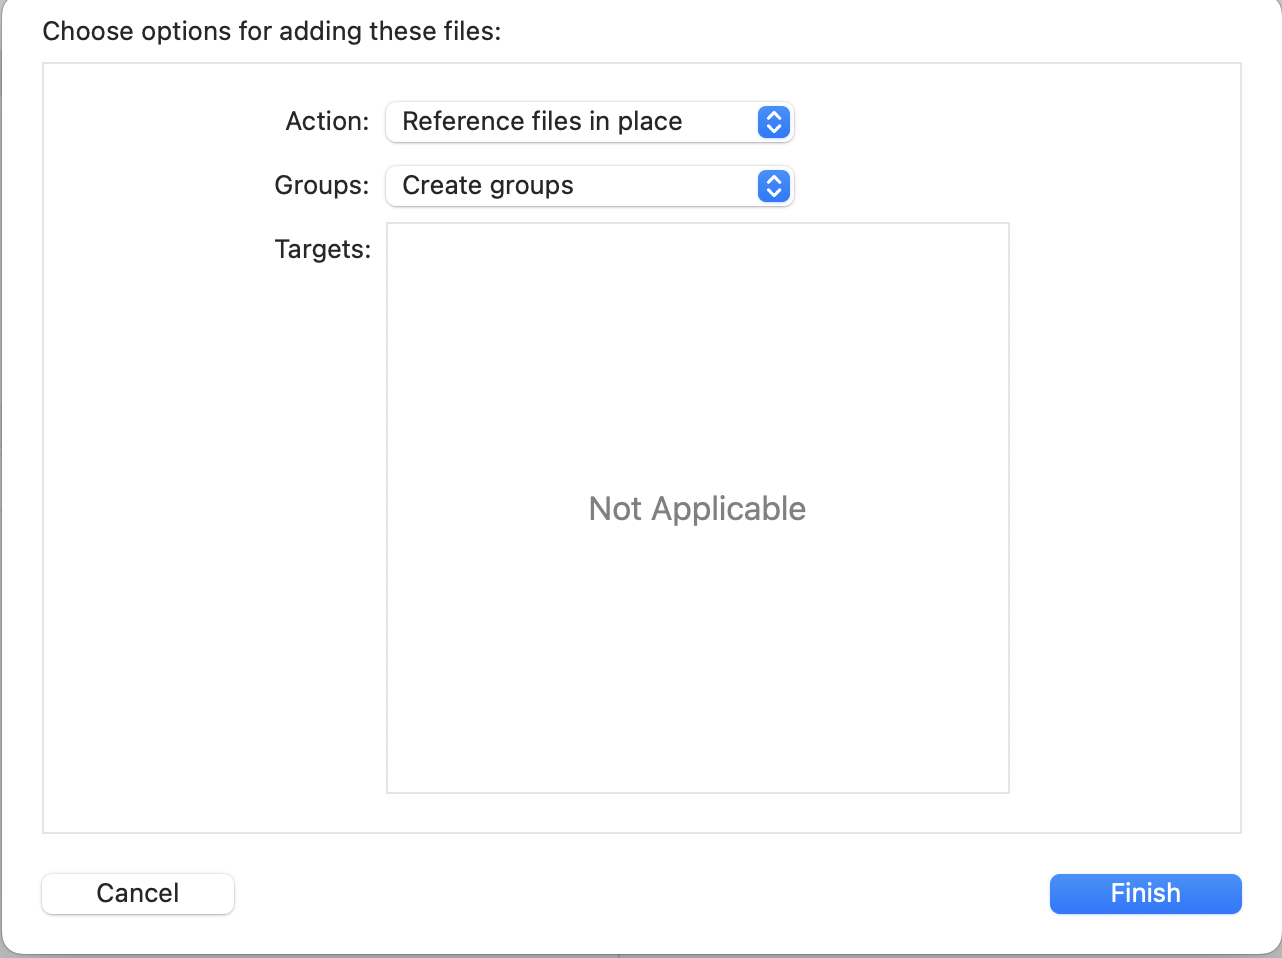 Choose options for adding these files:
Action: Reference files in place
Groups: Create groups
Targets:
Not Applicable
Cancel Finish